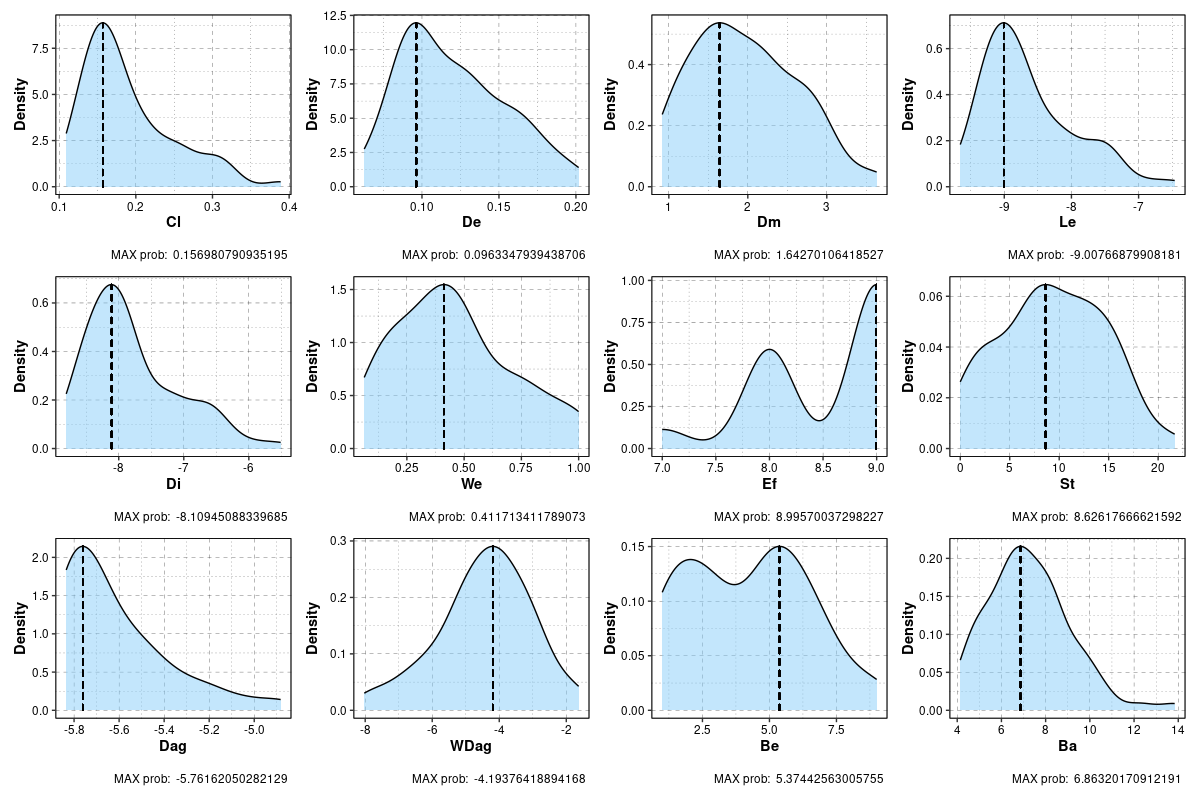 Density
7.5
5.0
2.5
0.0
0.1 0.2 0.3 0.4
Cl
MAX prob: 0.156980790935195
Density
12.5
10.0
7.5
5.0
2.5
0.0
0.10 0.15 0.20
De
MAX prob: 0.0963347939438706
Density
0.4
0.2
0.0
1 2 3
Dm
MAX prob: 1.64270106418527
Density
0.6
0.4
0.2
0.0
-9 -8 -7
Le
MAX prob: -9.00766879908181
Density
0.6
0.4
0.2
0.0
-8 -7 -6
Di
MAX prob: -8.10945088339685
Density
1.5
1.0
0.5
0.0
0.25 0.50 0.75 1.00
We
MAX prob: 0.411713411789073
Density
1.00
0.75
0.50
0.25
0.00
7.0 7.5 8.0 8.5 9.0
Ef
MAX prob: 8.99570037298227
Density
0.06
0.04
0.02
0.00
0 5 10 15 20
St
MAX prob: 8.62617666621592
Density
2.0
1.5
1.0
0.5
0.0
-5.8 -5.6 -5.4 -5.2 -5.0
Dag
MAX prob: -5.76162050282129
Density
0.3
0.2
0.1
0.0
-8 -6 -4 -2
WDag
MAX prob: -4.19376418894168
Density
0.15
0.10
0.05
0.00
2.5 5.0 7.5
Be
MAX prob: 5.37442563005755
Density
0.20
0.15
0.10
0.05
0.00
4 6 8 10 12 14
Ba
MAX prob: 6.86320170912191